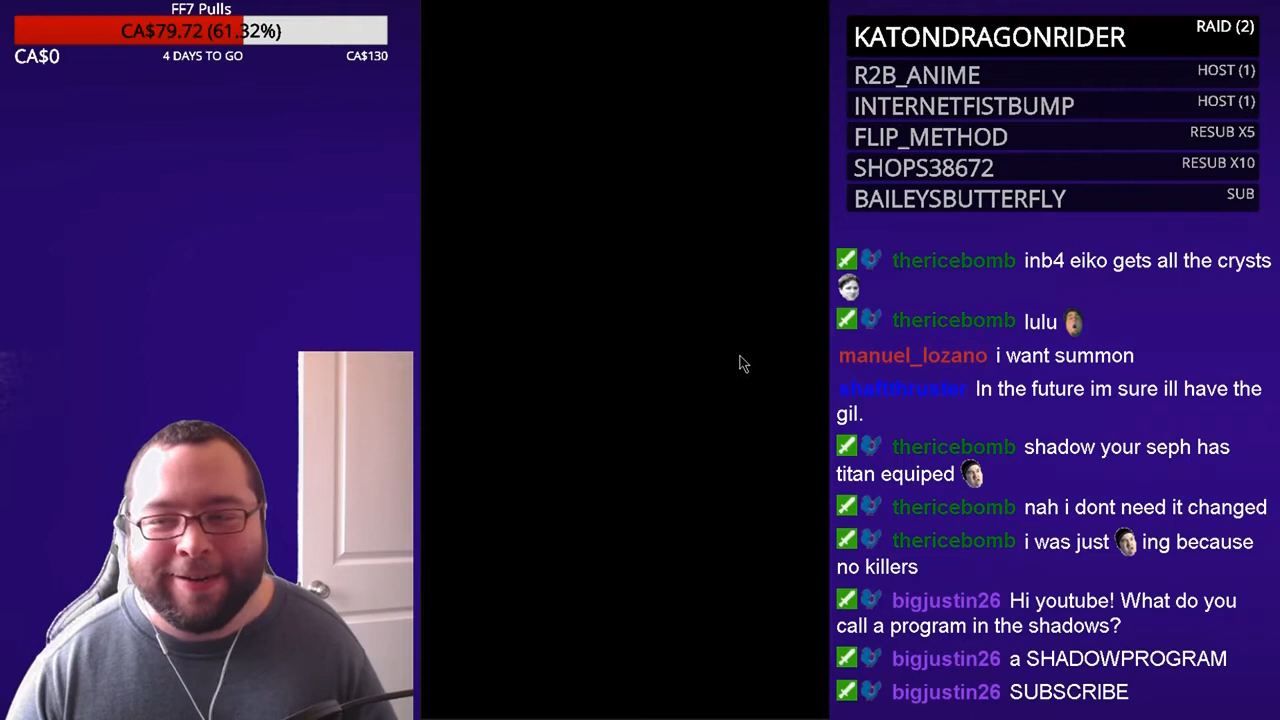 FF7 Pulls
CA$79.72 (61.32%)
CA$0
4 DAYS TO GO
CA$130
KATONDRAGONRIDER RAID (2)
R2B_ANIME HOST (1)
INTERNETFISTBUMP HOST (1)
FLIP_METHOD RESUB X5
SHOPS38672 RESUB X10
BAILEYSBUTTERFLY SUB
thericebomb inb4 eiko gets all the crysts
thericebomb lulu
manuel_lozano i want summon
shaftthruster In the future im sure ill have the
gil.
thericebomb shadow your seph has
titan equiped
thericebomb nah i dont need it changed
thericebomb i was just ing because
no killers
bigjustin26 Hi youtube! What do you
call a program in the shadows?
bigjustin26 a SHADOWPROGRAM
bigjustin26 SUBSCRIBE